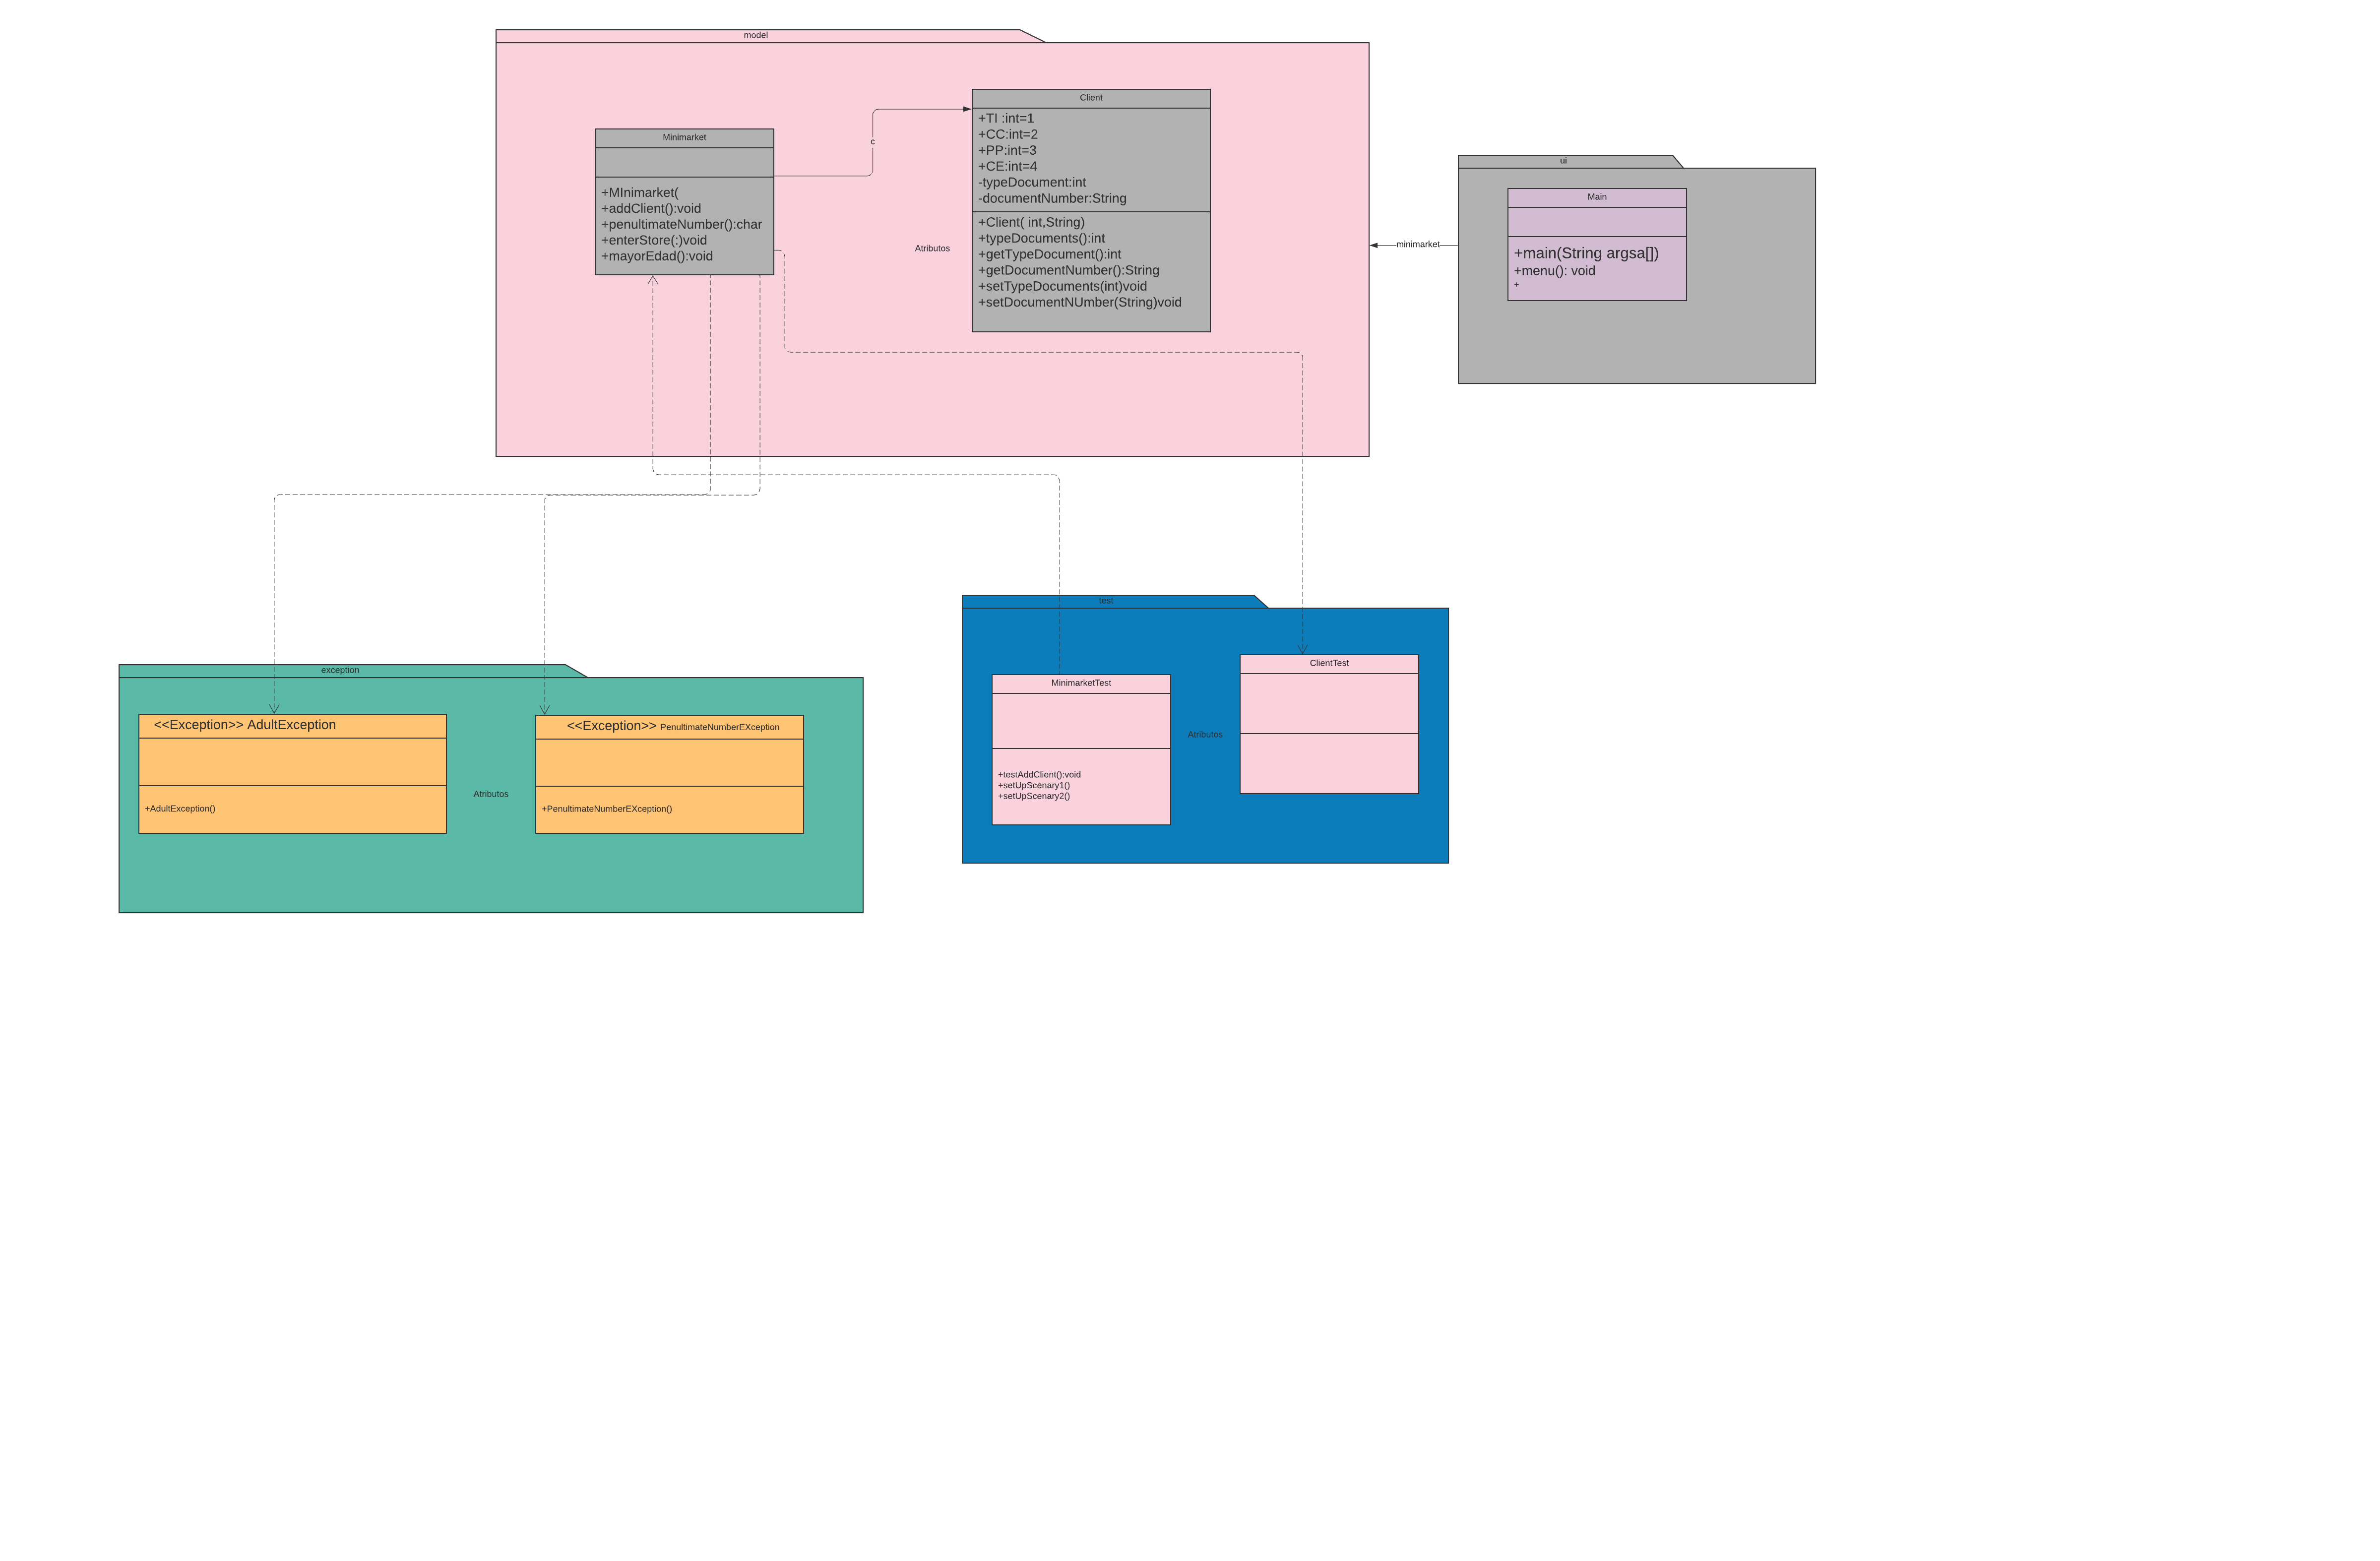 model
Minimarket
+MInimarket(
+addClient():void
+penultimateNumber():char
+enterStore(:)void
+mayorEdad():void
c
Client
+TI :int=1
+CC:int=2
+PP:int=3
+CE:int=4
-typeDocument:int
-documentNumber:String
+Client( int,String)
+typeDocuments():int
+getTypeDocument():int
+getDocumentNumber():String
+setTypeDocuments(int)void
+setDocumentNUmber(String)void
Atributos
minimarket
ui
Main
+main(String argsa[])
+menu(): void
+
exception
<<Exception>> AdultException
+AdultException()
Atributos
<<Exception>> PenultimateNumberEXception
+PenultimateNumberEXception()
test
MinimarketTest
+testAddClient():void
+setUpScenary1()
+setUpScenary2()
Atributos
ClientTest